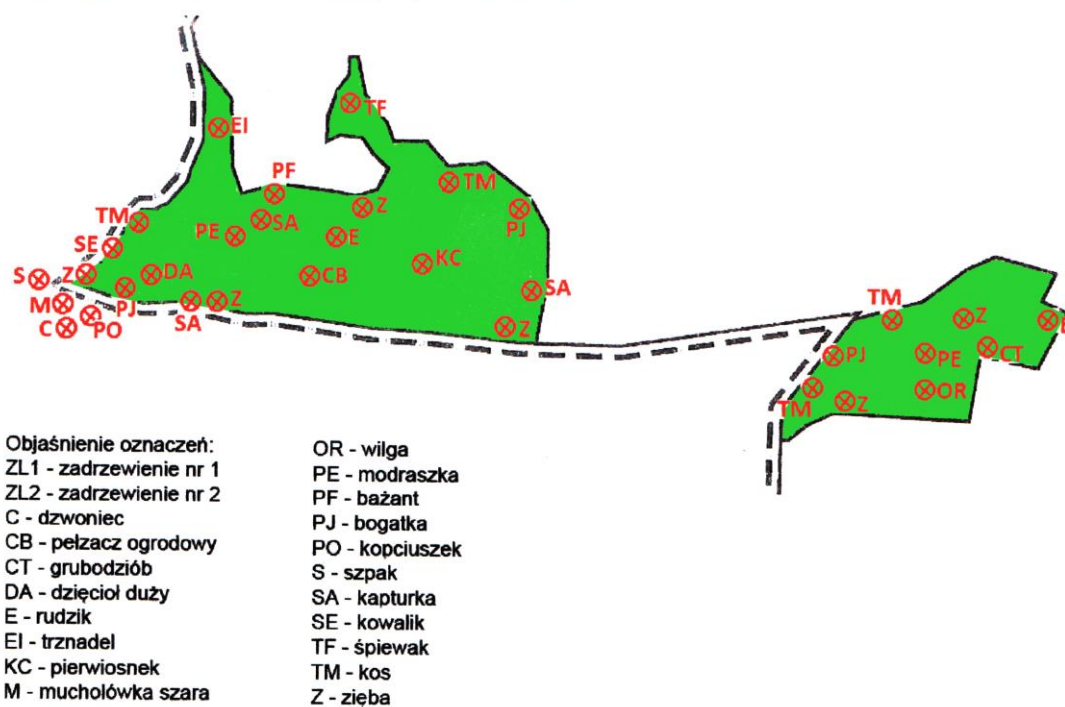 EI
TF
PF
TM
Z
SA
PJ
TM
PE
E
SE
KC
S
Z
DA
CB
SA
M
PJ
SA
Z
C
PO
Z
TM
Z
PJ
PE
CT
TM
Z
OR
Objaśnienie oznaczeń:
ZL1 - zadrzewienie nr 1
ZL2 - zadrzewienie nr 2
C - dzwoniec
CB - pełzacz ogrodowy
CT - grubodziób
DA - dzięcioł duży
E - rudzik
EI - trznadel
KC - pierwiosnek
M - mucholówka szara
OR - wilga
PE - modraszka
PF - bażant
PJ - bogatka
PO - kopciuszek
S - szpak
SA - kapturka
SE - kowalik
TF - śpiewak
TM - kos
Z - zięba